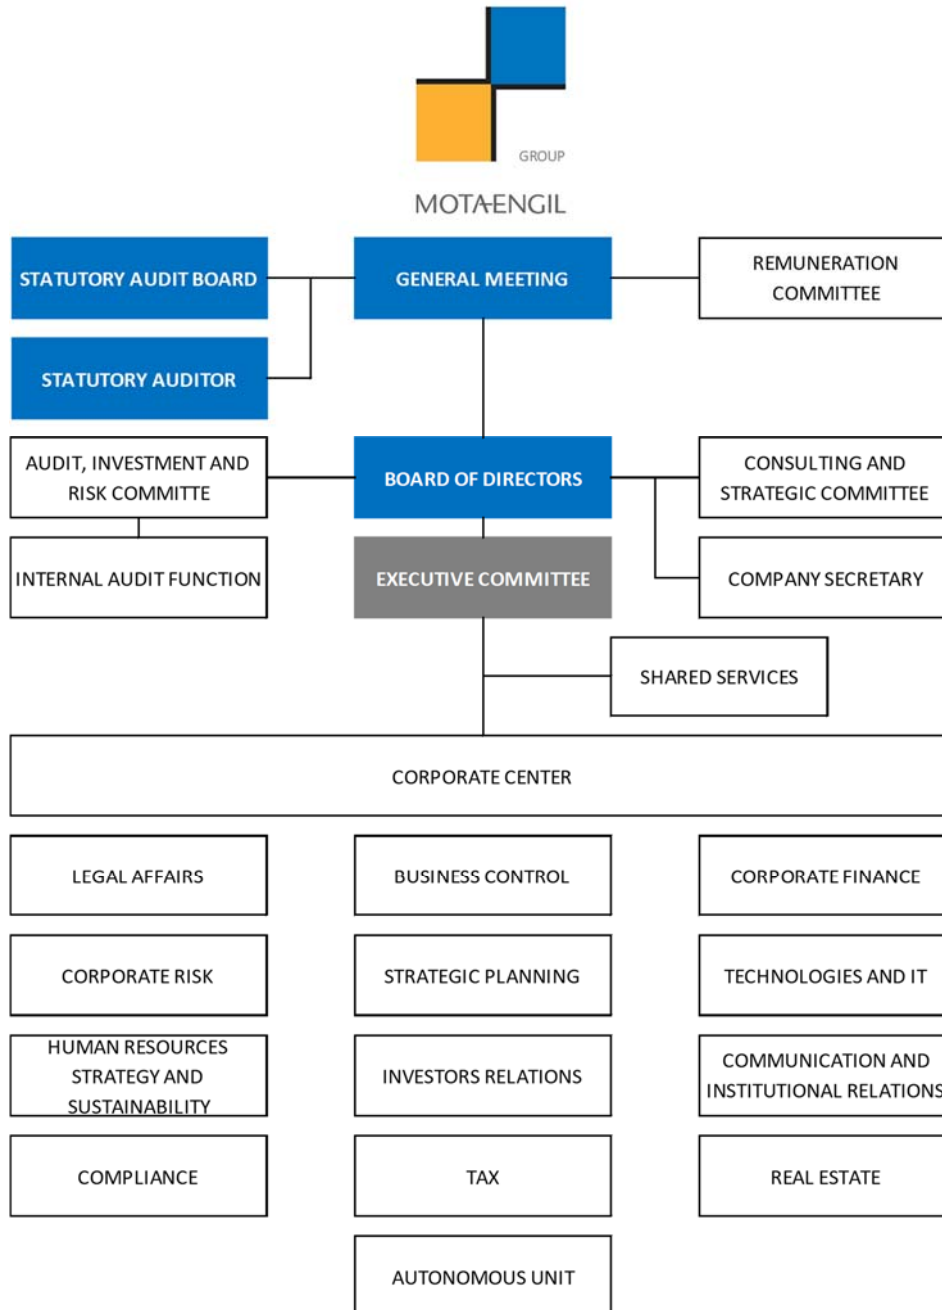 GROUP
MOTA-ENGIL
STATUTORY AUDIT BOARD
GENERAL MEETING
REMUNERATION
COMMITTEE
STATUTORY AUDITOR
AUDIT, INVESTMENT AND
RISK COMMITTE
BOARD OF DIRECTORS
CONSULTING AND
STRATEGIC COMMITTEE
INTERNAL AUDIT FUNCTION
EXECUTIVE COMMITTEE
COMPANY SECRETARY
SHARED SERVICES
CORPORATE CENTER
LEGAL AFFAIRS
BUSINESS CONTROL
CORPORATE FINANCE
CORPORATE RISK
STRATEGIC PLANNING
TECHNOLOGIES AND IT
HUMAN RESOURCES
STRATEGY AND
SUSTAINABILITY
INVESTORS RELATIONS
COMMUNICATION AND
INSTITUTIONAL RELATIONS
COMPLIANCE
TAX
REAL ESTATE
AUTONOMOUS UNIT